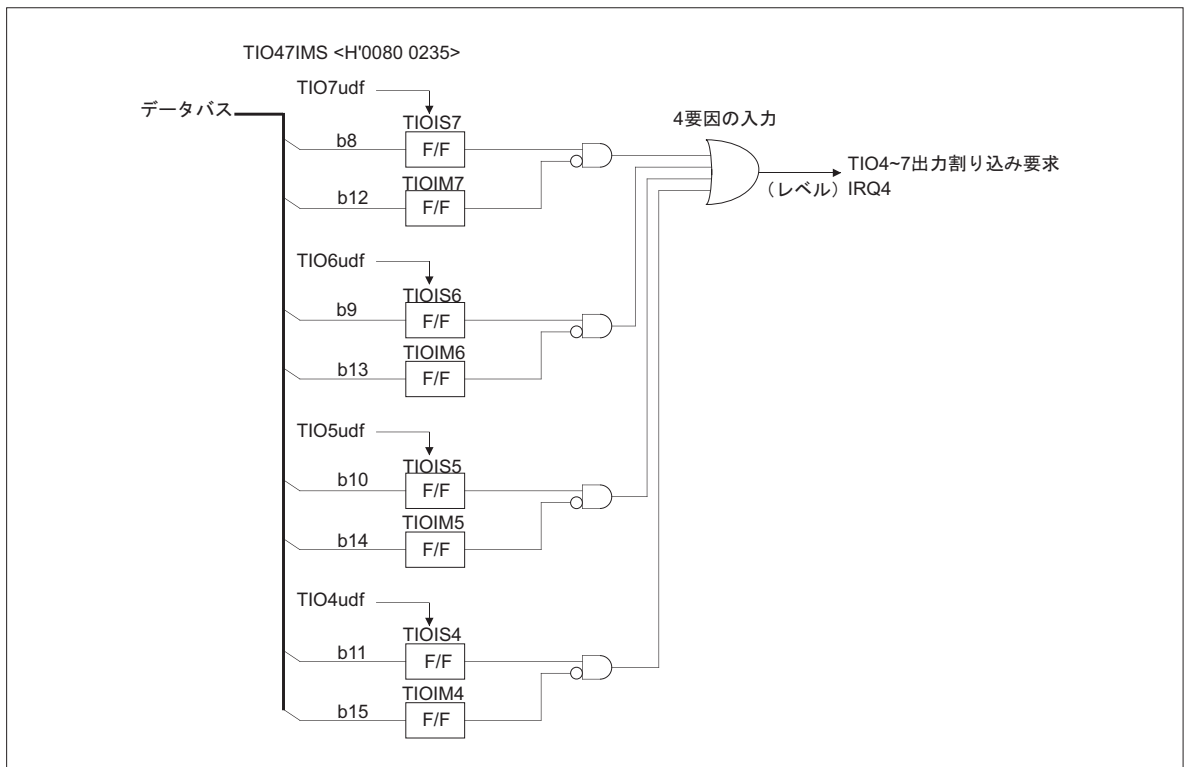 TIO47IMS <H'0080 0235>
TIO7udf
データバス
TIOIS7
4要因の入力
b8
F/F
TIO4~7出力割り込み要求
TIOIM7
(レベル) IRQ4
b12
F/F
TIO6udf
TIOIS6
b9
F/F
TIOIM6
b13
F/F
TIO5udf
TIOIS5
b10
F/F
TIOIM5
b14
F/F
TIO4udf
TIOIS4
b11
F/F
TIOIM4
b15
F/F